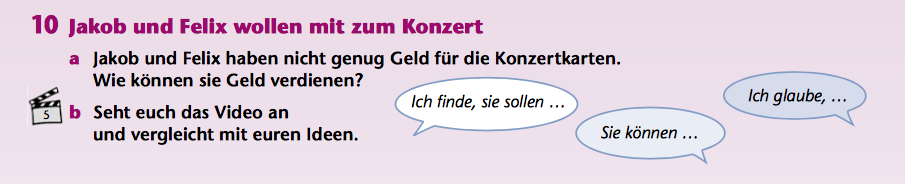 10 Jakob und Felix wollen mit zum Konzert
a Jakob und Felix haben nicht genug Geld für die Konzertkarten.
Wie können sie Geld verdienen?
5 b Seht euch das Video an
und vergleicht mit euren Ideen.
Ich finde, sie sollen …
Sie können …
Ich glaube, …